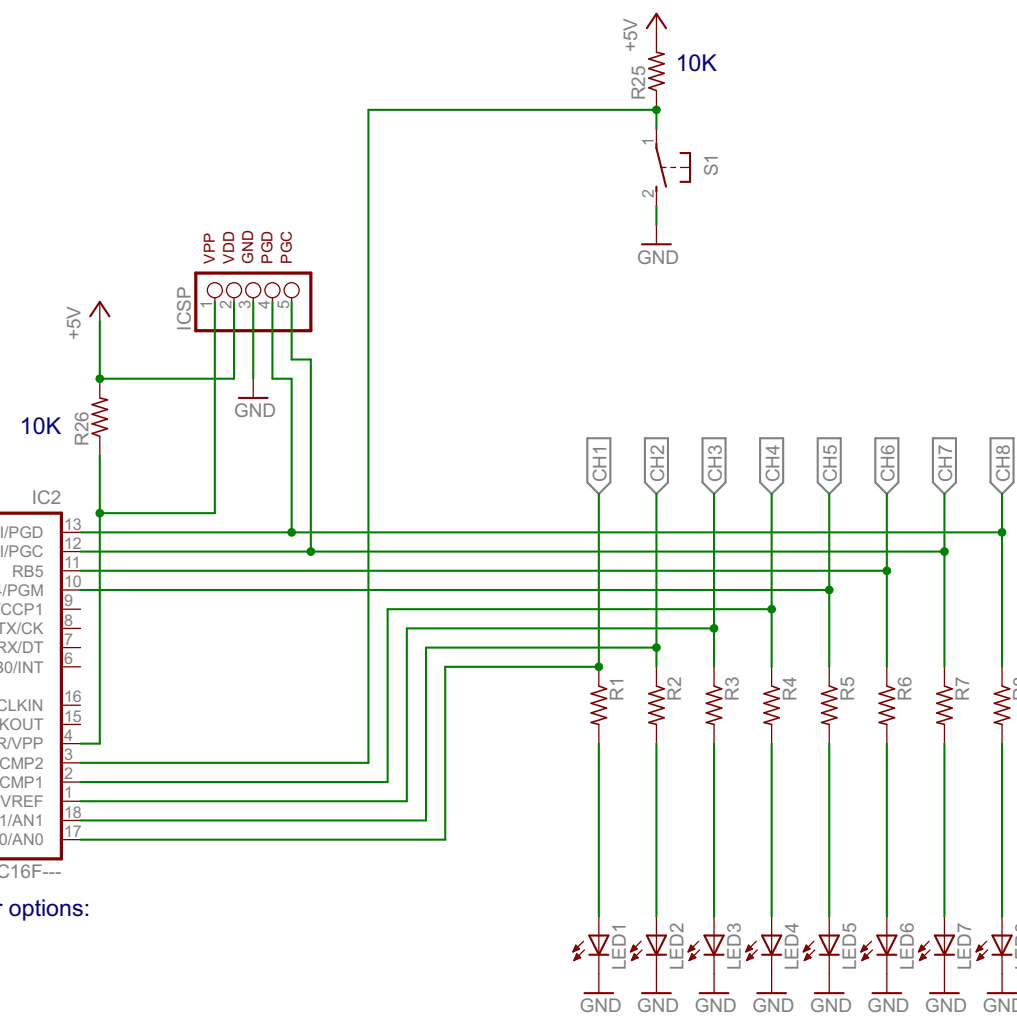 +5V
R25
10K
1
S1
2
GND
VPP
VDD
GND
PGD
PGC
ICSP
1
2
3
4
5
+5V
GND
10K
R26
CH1
CH2
CH3
CH4
CH5
CH6
CH7
CH8
IC2
I/PGD 13
I/PGC 12
RB5 11
/PGM 10
/CCP1 9
TX/CK 8
RX/DT 7
B0/INT 6
CLKIN 16
KOUT 15
R/VPP 4
CMP2 3
CMP1 2
VREF 1
1/AN1 18
0/AN0 17
C16F---
R1
R2
R3
R4
R5
R6
R7
r options:
LED1
LED2
LED3
LED4
LED5
LED6
LED7
GND
GND
GND
GND
GND
GND
GND
GND